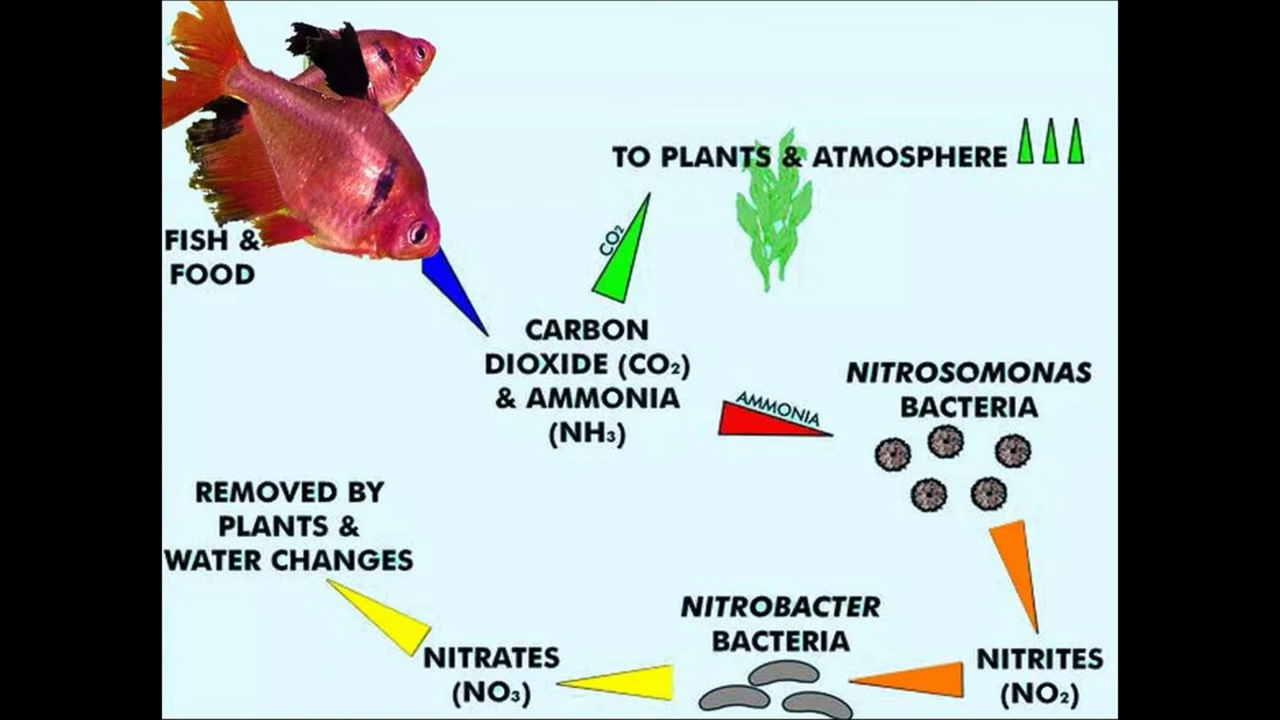 FISH &
FOOD
TO PLANTS & ATMOSPHERE
CO₂
CARBON
DIOXIDE (CO₂)
& AMMONIA
(NH₃)
AMMONIA
NITROSOMONAS
BACTERIA
NITRITES
(NO₂)
NITROBACTER
BACTERIA
NITRATES
(NO₃)
REMOVED BY
PLANTS &
WATER CHANGES